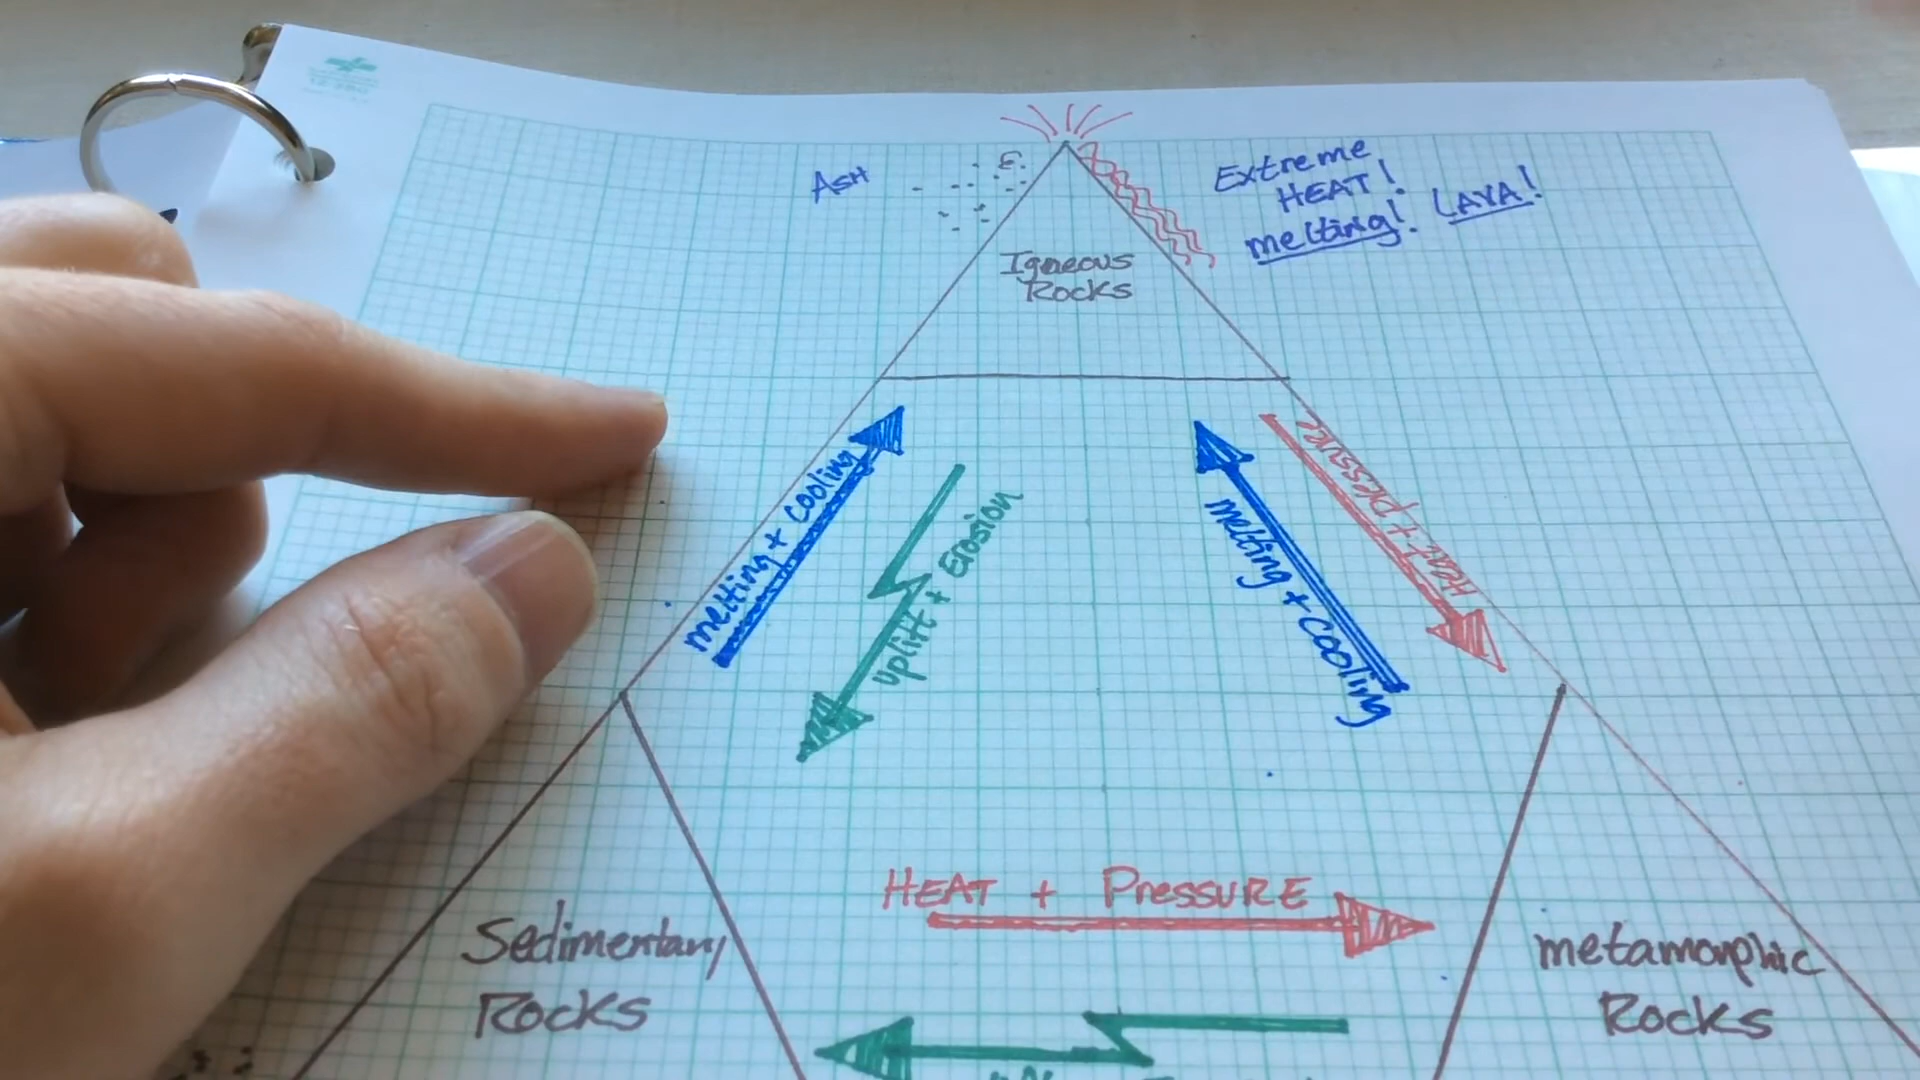 ASH
Extreme
HEAT!
melting! LAVA!
Igneous
Rocks
melting + cooling
uplift + Erosion
melting + cooling
Heat + pressure
HEAT + PressURE
Sedimentary
Rocks
metamorphic
Rocks